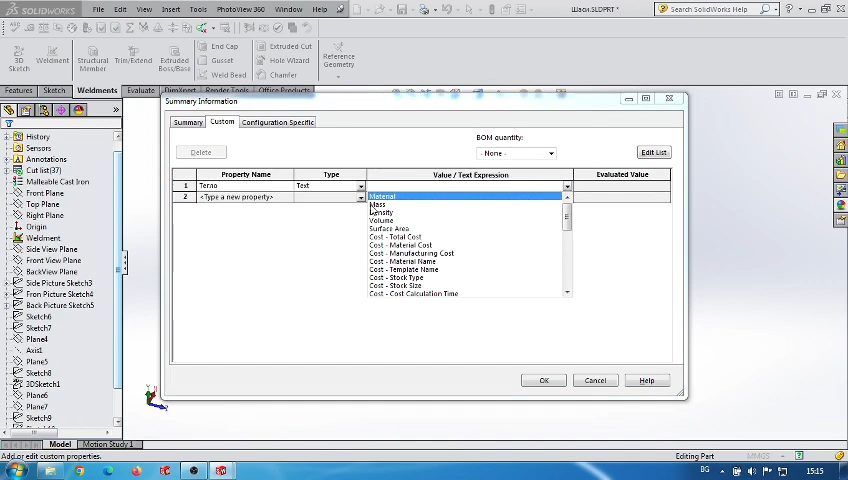 SOLIDWORKS
File Edit View Insert Tools PhotoView 360 Window Help
Шаси.SLDPRT *
Search SolidWorks Help
3D Sketch
Weldment
Structural Member
Trim/Extend
Extruded Boss/Base
End Cap
Gusset
Weld Bead
Extruded Cut
Hole Wizard
Chamfer
Reference Geometry
Features Sketch Weldments Evaluate DimXpert Render Tools Office Products
History
Sensors
Annotations
Cut list(37)
Malleable Cast Iron
Front Plane
Top Plane
Right Plane
Origin
Weldment
Side View Plane
Front View Plane
BackView Plane
Side Picture Sketch3
Fron Picture Sketch4
Back Picture Sketch5
Sketch6
Sketch7
Plane4
Axis1
Plane5
Sketch8
3DSketch1
Plane6
Plane7
Sketch9
Summary Information
Summary Custom Configuration Specific
BOM quantity:
Delete
- None -
Edit List
Property Name Type Value / Text Expression Evaluated Value
1 Тегло Text
2 <Type a new property>
Material
Mass
Density
Volume
Surface Area
Cost - Total Cost
Cost - Material Cost
Cost - Manufacturing Cost
Cost - Material Name
Cost - Template Name
Cost - Stock Type
Cost - Stock Size
Cost - Cost Calculation Time
OK Cancel Help
Model Motion Study 1
Add or edit custom properties.
Editing Part
MMGS
BG
15:15